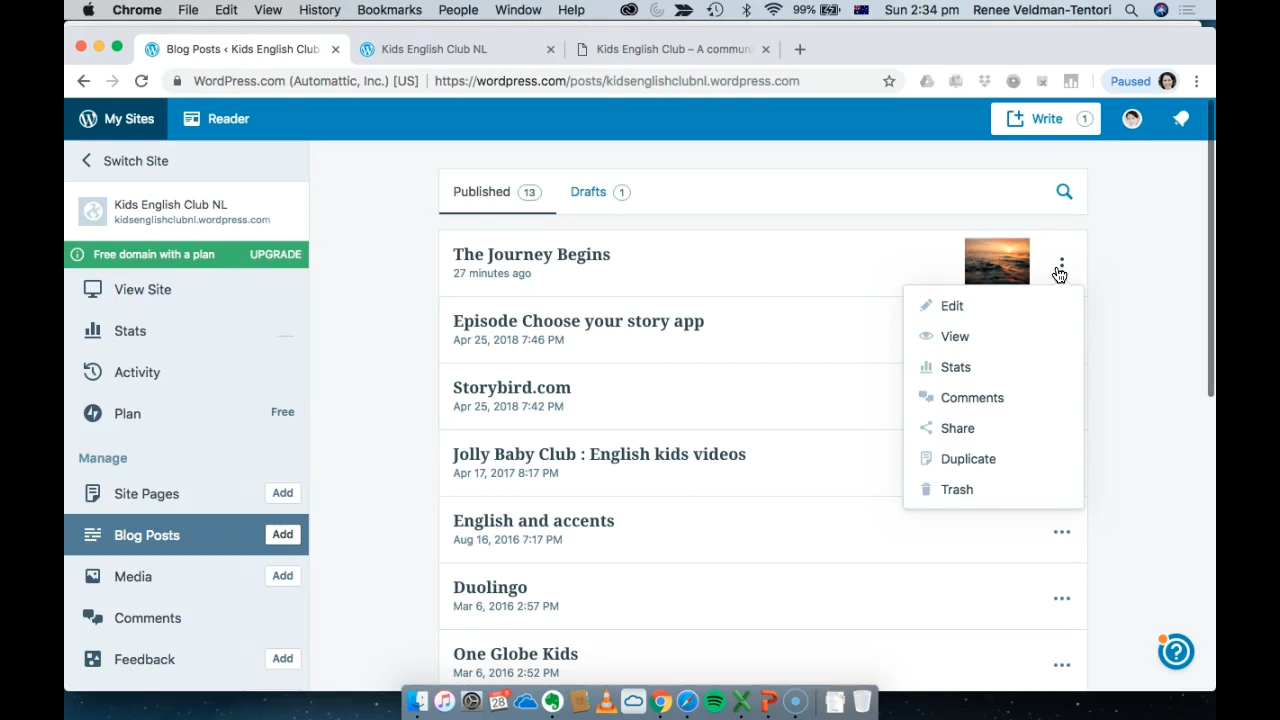 Chrome File Edit View History Bookmarks People Window Help 99% Sun 2:34 pm Renee Veldman-Tentori
Blog Posts ‹ Kids English Club Kids English Club NL Kids English Club – A commun
WordPress.com (Automattic, Inc.) [US] https://wordpress.com/posts/kidsenglishclubnl.wordpress.com Paused
My Sites Reader Write 1
Switch Site
Kids English Club NL
kidsenglishclubnl.wordpress.com
Free domain with a plan UPGRADE
View Site
Stats
Activity
Plan Free
Manage
Site Pages Add
Blog Posts Add
Media Add
Comments
Feedback Add
Published 13 Drafts 1
The Journey Begins
27 minutes ago
Episode Choose your story app
Apr 25, 2018 7:46 PM
Storybird.com
Apr 25, 2018 7:42 PM
Jolly Baby Club : English kids videos
Apr 17, 2017 8:17 PM
English and accents
Aug 16, 2016 7:17 PM
Duolingo
Mar 6, 2016 2:57 PM
One Globe Kids
Mar 6, 2016 2:52 PM
Edit
View
Stats
Comments
Share
Duplicate
Trash
28